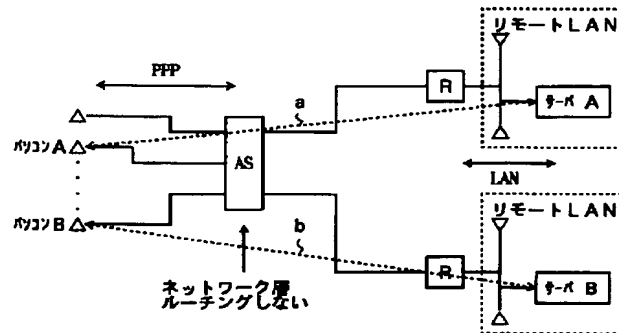 リモートLAN
PPP
R
サーバ A
a
パソコン A
AS
LAN
リモートLAN
パソコン B
b
R
サーバ B
ネットワーク層
ルーチングしない